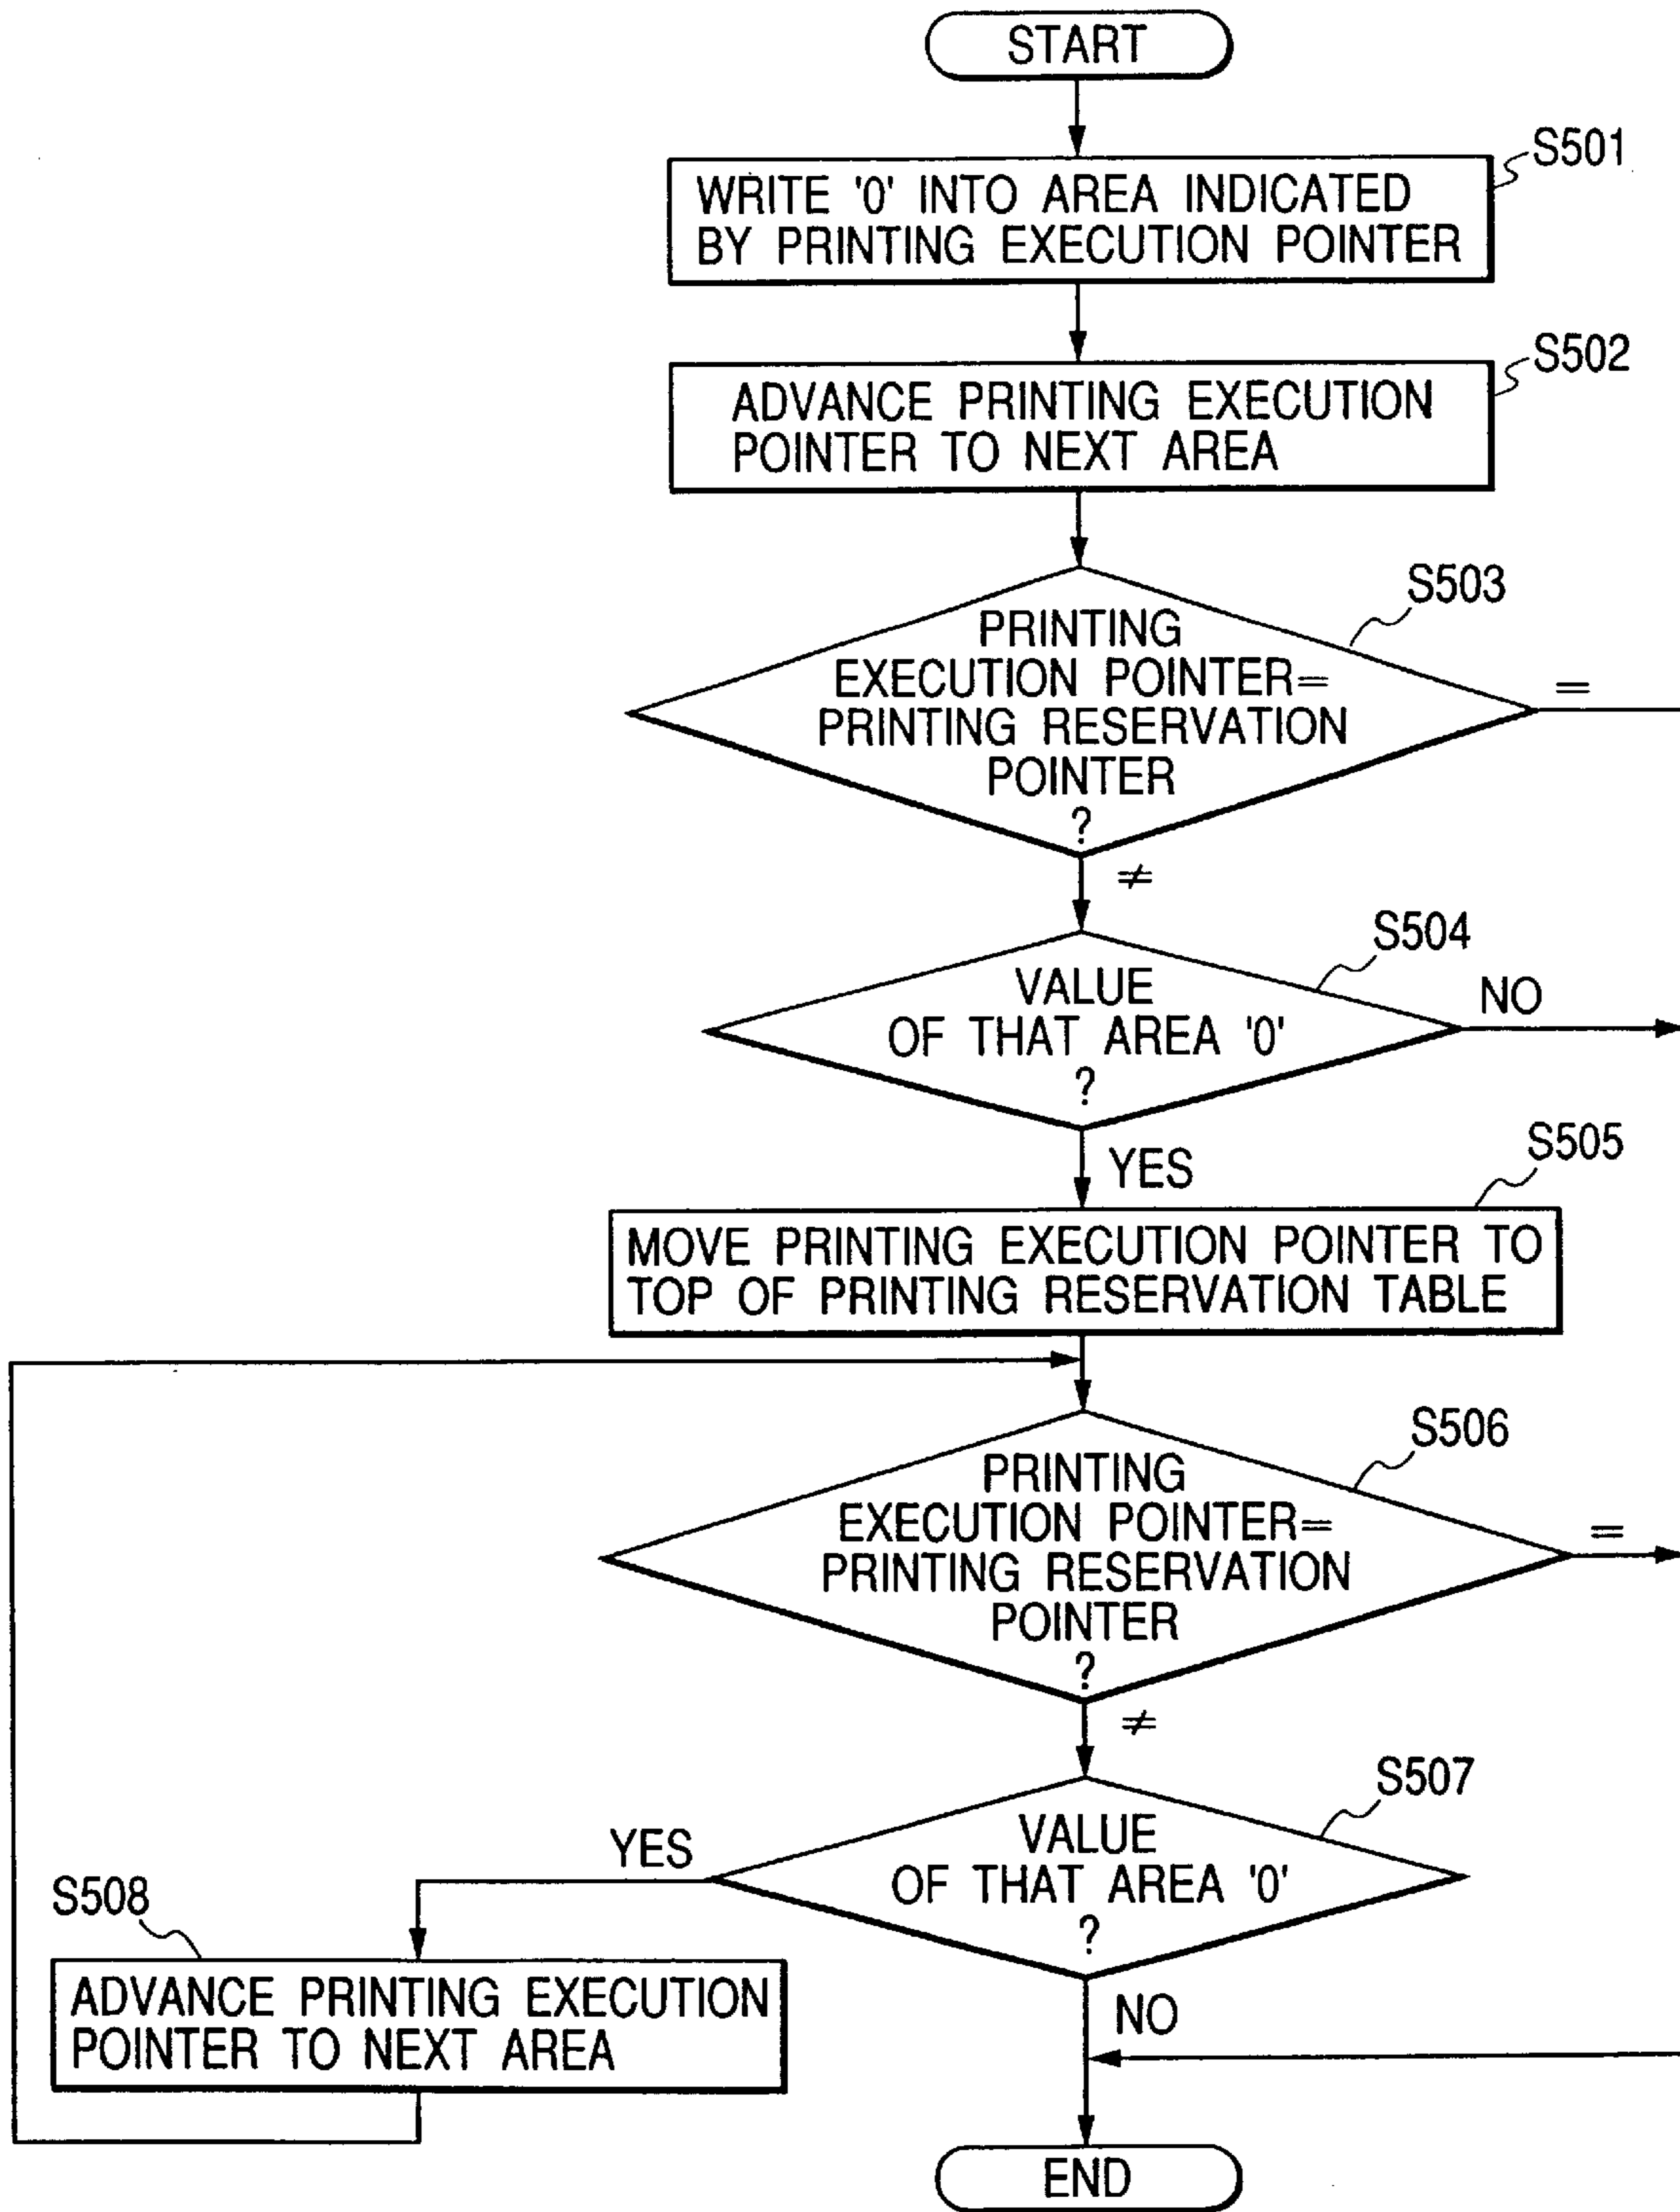 START
S501
WRITE '0' INTO AREA INDICATED
BY PRINTING EXECUTION POINTER
S502
ADVANCE PRINTING EXECUTION
POINTER TO NEXT AREA
S503
PRINTING
EXECUTION POINTER=
PRINTING RESERVATION
POINTER
?
=
≠
S504
VALUE
OF THAT AREA '0'
?
NO
YES
S505
MOVE PRINTING EXECUTION POINTER TO
TOP OF PRINTING RESERVATION TABLE
S506
PRINTING
EXECUTION POINTER=
PRINTING RESERVATION
POINTER
?
=
≠
S507
VALUE
OF THAT AREA '0'
?
YES
S508
ADVANCE PRINTING EXECUTION
POINTER TO NEXT AREA
NO
END